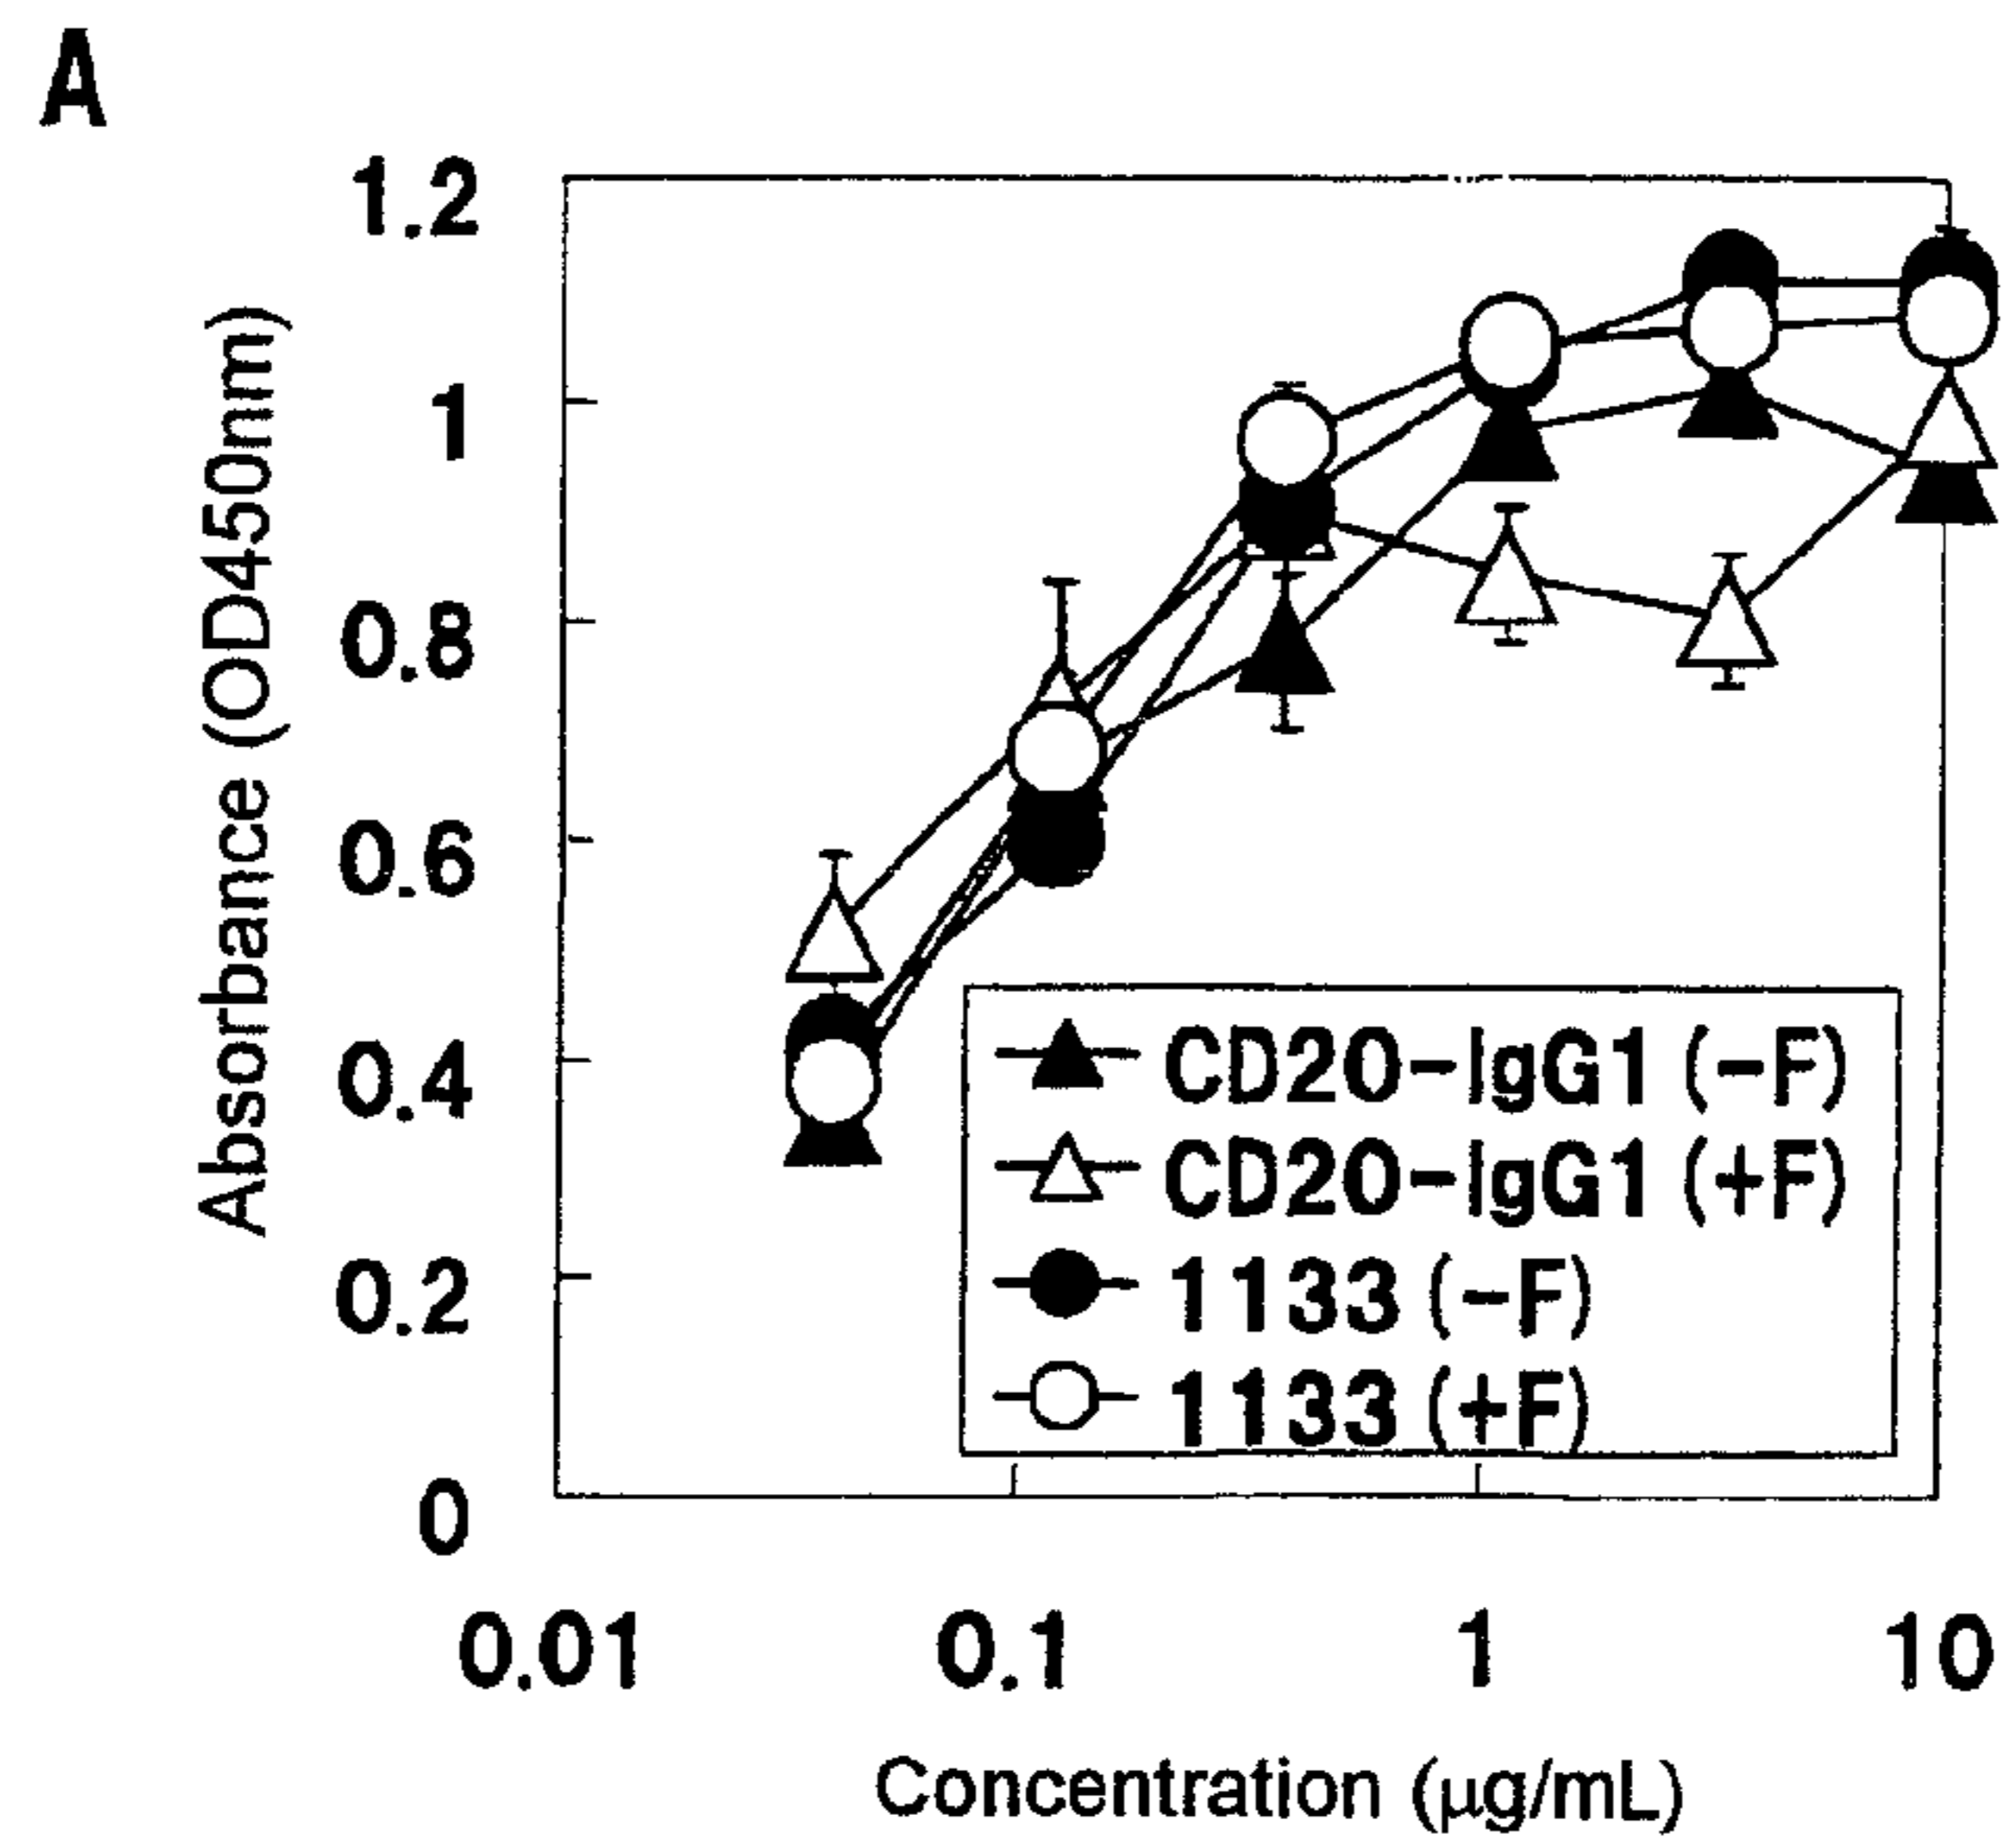 A
1.2
1
0.8
0.6
0.4
0.2
0
Absorbance (OD450nm)
CD20-IgG1 (-F)
CD20-IgG1 (+F)
1133 (-F)
1133 (+F)
0.01 0.1 1 10
Concentration (μg/mL)